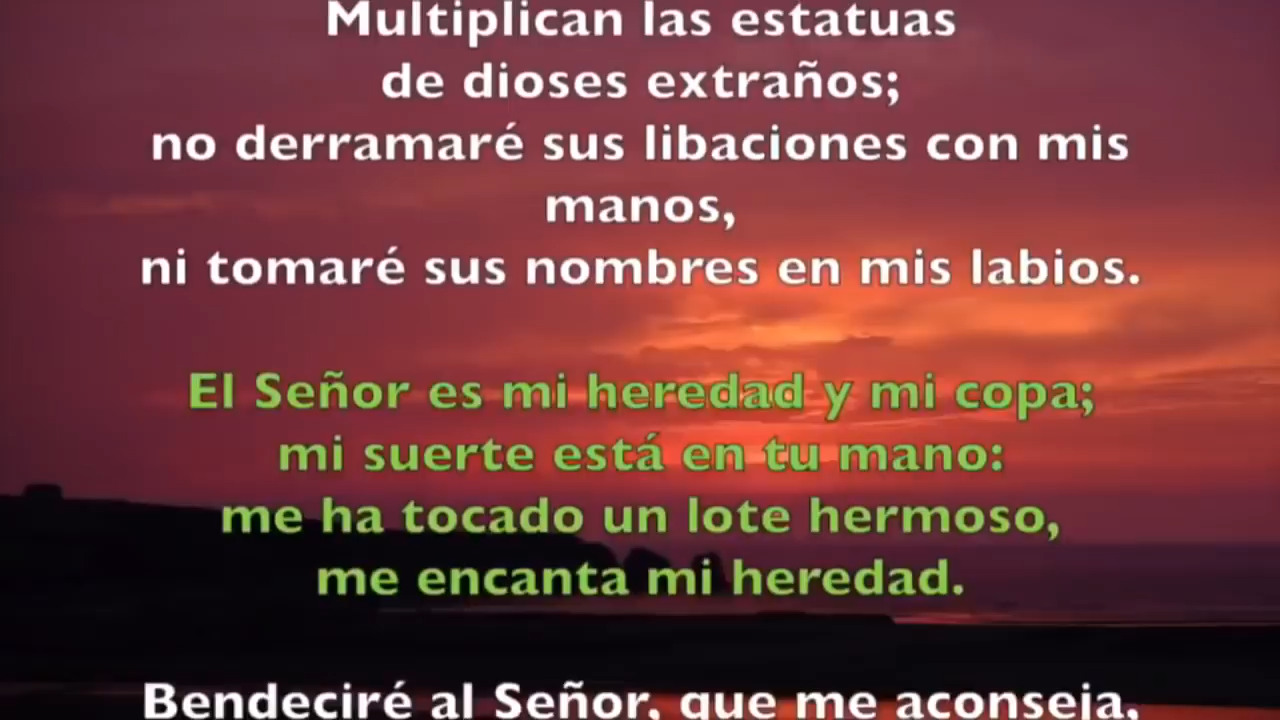 Multiplican las estatuas
de dioses extraños;
no derramaré sus libaciones con mis
manos,
ni tomaré sus nombres en mis labios.
El Señor es mi heredad y mi copa;
mi suerte está en tu mano:
me ha tocado un lote hermoso,
me encanta mi heredad.
Bendeciré al Señor, que me aconseja,